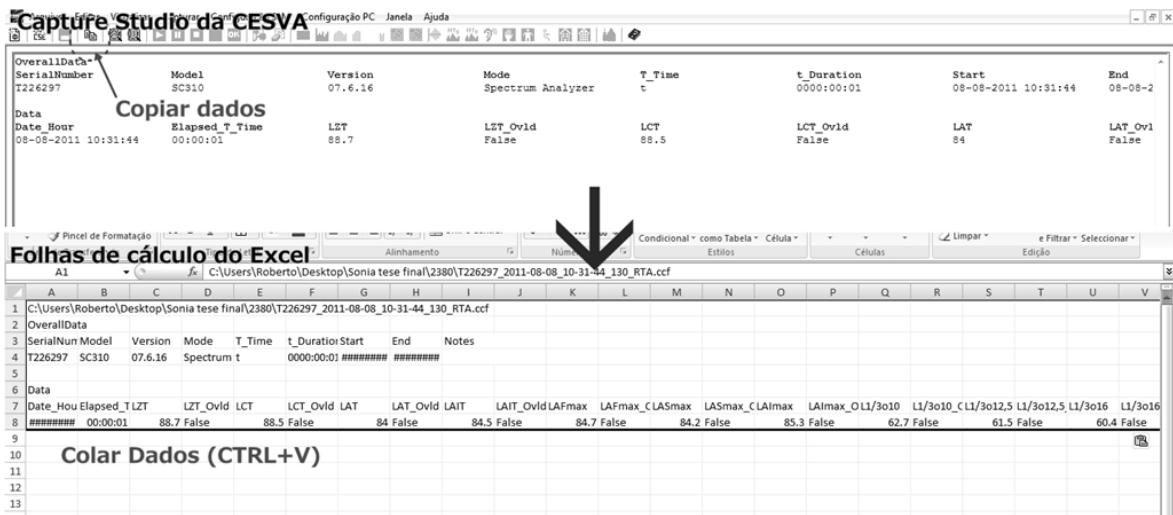 Capture Studio da CESVA
Configuração PC Janela Ajuda
OverallData
SerialNumber Model Version Mode T_Time t_Duration Start End
T226297 SC310 07.6.16 Spectrum Analyzer t 0000:00:01 08-08-2011 10:31:44 08-08-2
Copiar dados
Data
Date_Hour Elapsed_T_Time LZT LZT_Ovld LCT LCT_Ovld LAT LAT_Ovl
08-08-2011 10:31:44 00:00:01 88.7 False 88.5 False 84 False
Pincel de Formatação Condicional como Tabela Célula Limpar e Filtrar Seleccionar
Folhas de cálculo do Excel
Alinhamento Estilos Células Edição
A1 fx C:\Users\Roberto\Desktop\Sonia tese final\2380\T226297_2011-08-08_10-31-44_130_RTA.ccf
A B C D E F G H I J K L M N O P Q R S T U V
1 C:\Users\Roberto\Desktop\Sonia tese final\2380\T226297_2011-08-08_10-31-44_130_RTA.ccf
2 OverallData
3 SerialNun Model Version Mode T_Time t_Duration Start End Notes
4 T226297 SC310 07.6.16 Spectrum t 0000:00:01 ######## ########
5
6 Data
7 Date_Hou Elapsed_T LZT LZT_Ovld LCT LCT_Ovld LAT LAT_Ovld LAIT LAIT_Ovld LAFmax LAFmax_C LASmax LASmax_C LAImax LAImax_O L1/3o10 L1/3o10_C L1/3o12,5 L1/3o12,5_ L1/3o16 L1/3o16
8 ######## 00:00:01 88.7 False 88.5 False 84 False 84.5 False 84.7 False 84.2 False 85.3 False 62.7 False 61.5 False 60.4 False
9
10
Colar Dados (CTRL+V)
11
12
13